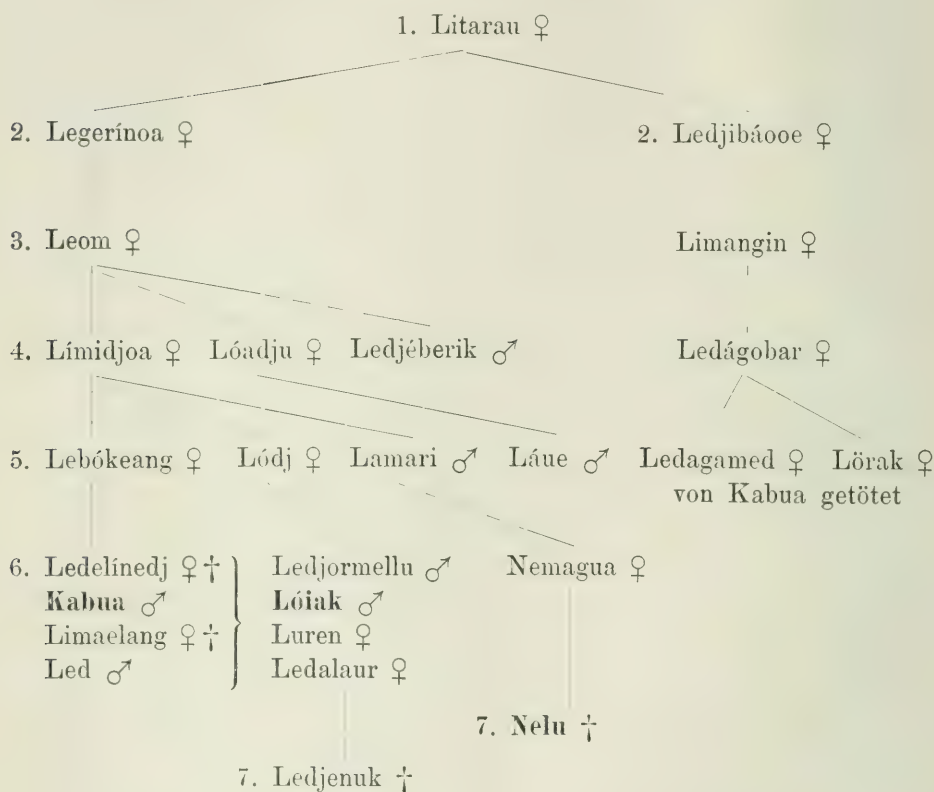 1. Litarau ♀
2. Legerínoa ♀ 2. Ledjibáooe ♀
3. Leom ♀ Limangin ♀
4. Límidjoa ♀ Lóadju ♀ Ledjéberik ♂ Ledágobar ♀
5. Lebókeang ♀ Lódj ♀ Lamari ♂ Láue ♂ Ledagamed ♀ Lörak ♀
von Kabua getötet
6. Ledelínedj ♀† Ledjormellu ♂ Nemagua ♀
Kabua ♂ Lóiak ♂
Limaelang ♀† Luren ♀
Led ♂ Ledalaur ♀
7. Nelu †
7. Ledjenuk †